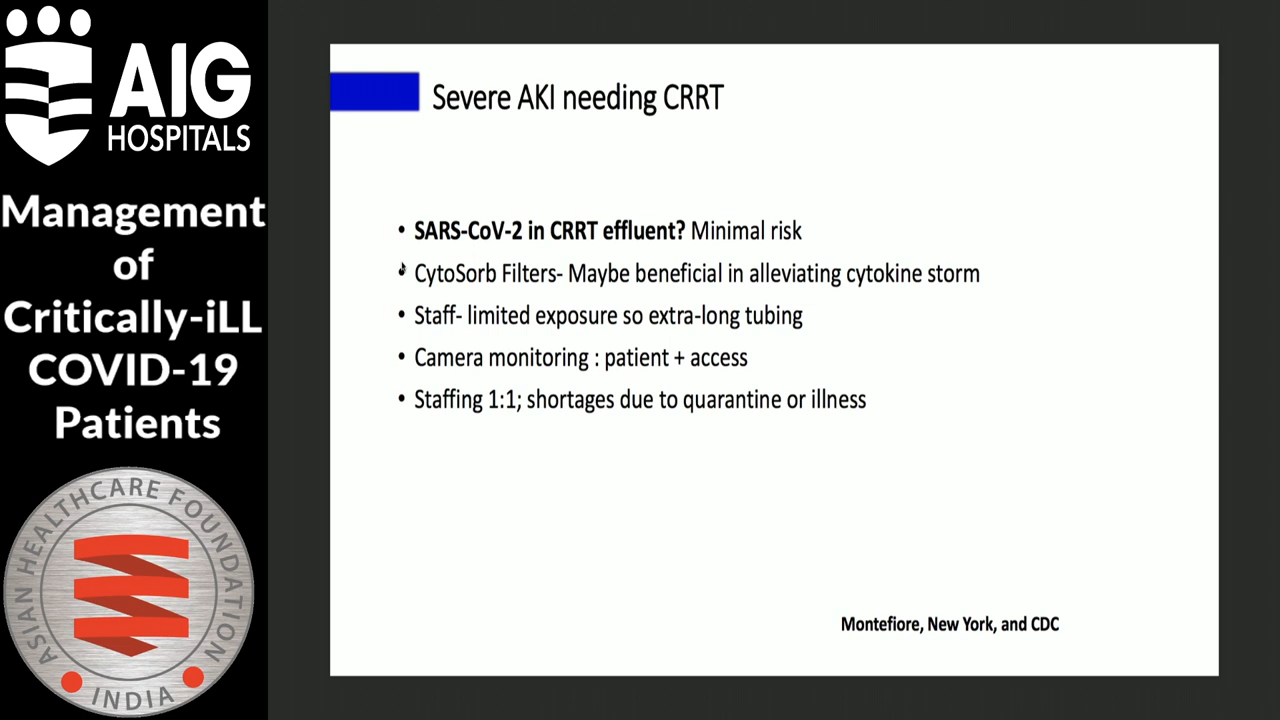 AIG
HOSPITALS
Management
of
Critically-iLL
COVID-19
Patients
ASIAN HEALTHCARE FOUNDATION
INDIA
Severe AKI needing CRRT
• SARS-CoV-2 in CRRT effluent? Minimal risk
• CytoSorb Filters- Maybe beneficial in alleviating cytokine storm
• Staff- limited exposure so extra-long tubing
• Camera monitoring : patient + access
• Staffing 1:1; shortages due to quarantine or illness
Montefiore, New York, and CDC